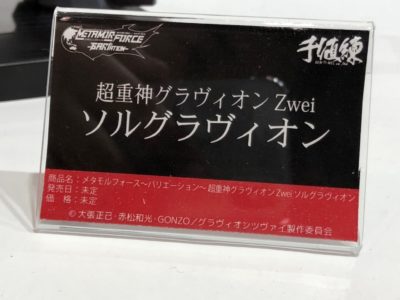 METAMOR-FORCE
BARIATION
千値練
超重神グラヴィオン Zwei
ソルグラヴィオン
商品名:メタモルフォース~バリエーション~ 超重神グラヴィオンZwei ソルグラヴィオン
発売日:未定
価 格:未定
© 大張正己・赤松和光・GONZO/グラヴィオンツヴァイ製作委員会